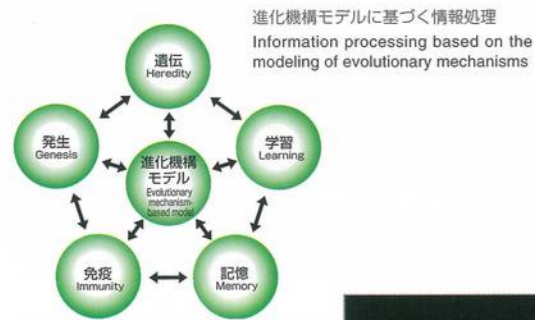 進化機構モデルに基づく情報処理
Information processing based on the
modeling of evolutionary mechanisms
遺伝
Heredity
発生
Genesis
学習
Learning
進化機構
モデル
Evolutionary
mechanism-
based model
免疫
Immunity
記憶
Memory